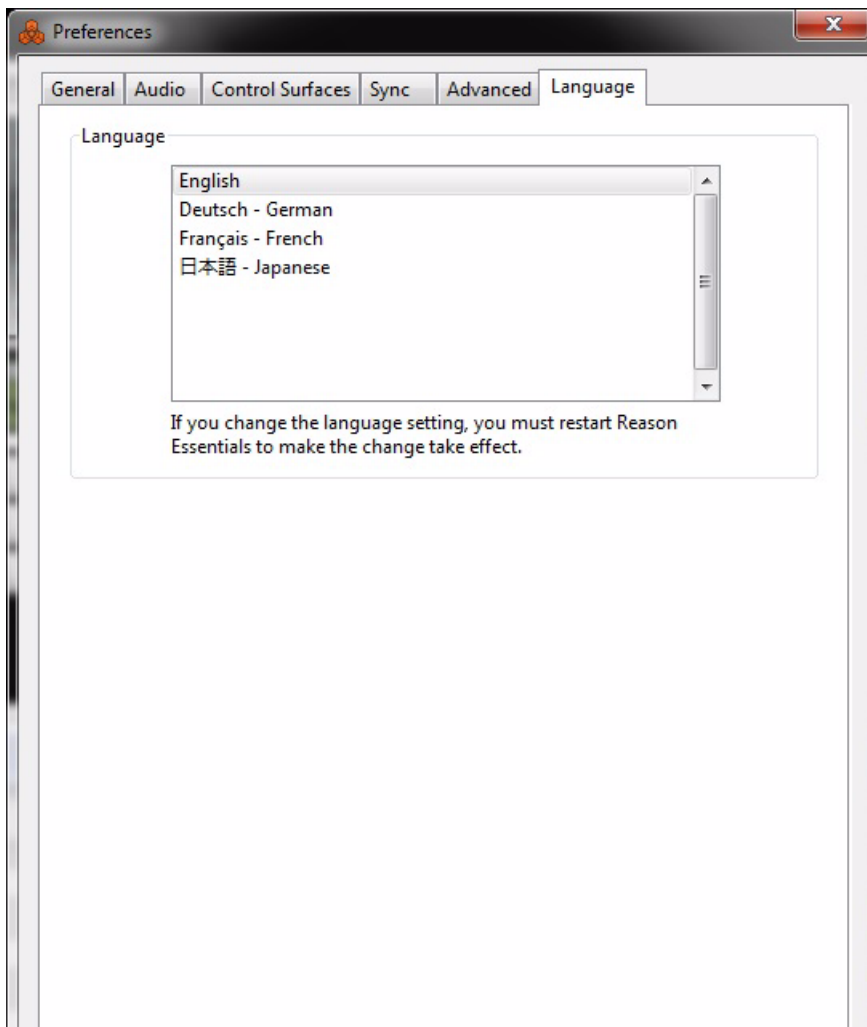 Preferences
General Audio Control Surfaces Sync Advanced Language
Language
English
Deutsch - German
Français - French
日本語 - Japanese
If you change the language setting, you must restart Reason
Essentials to make the change take effect.